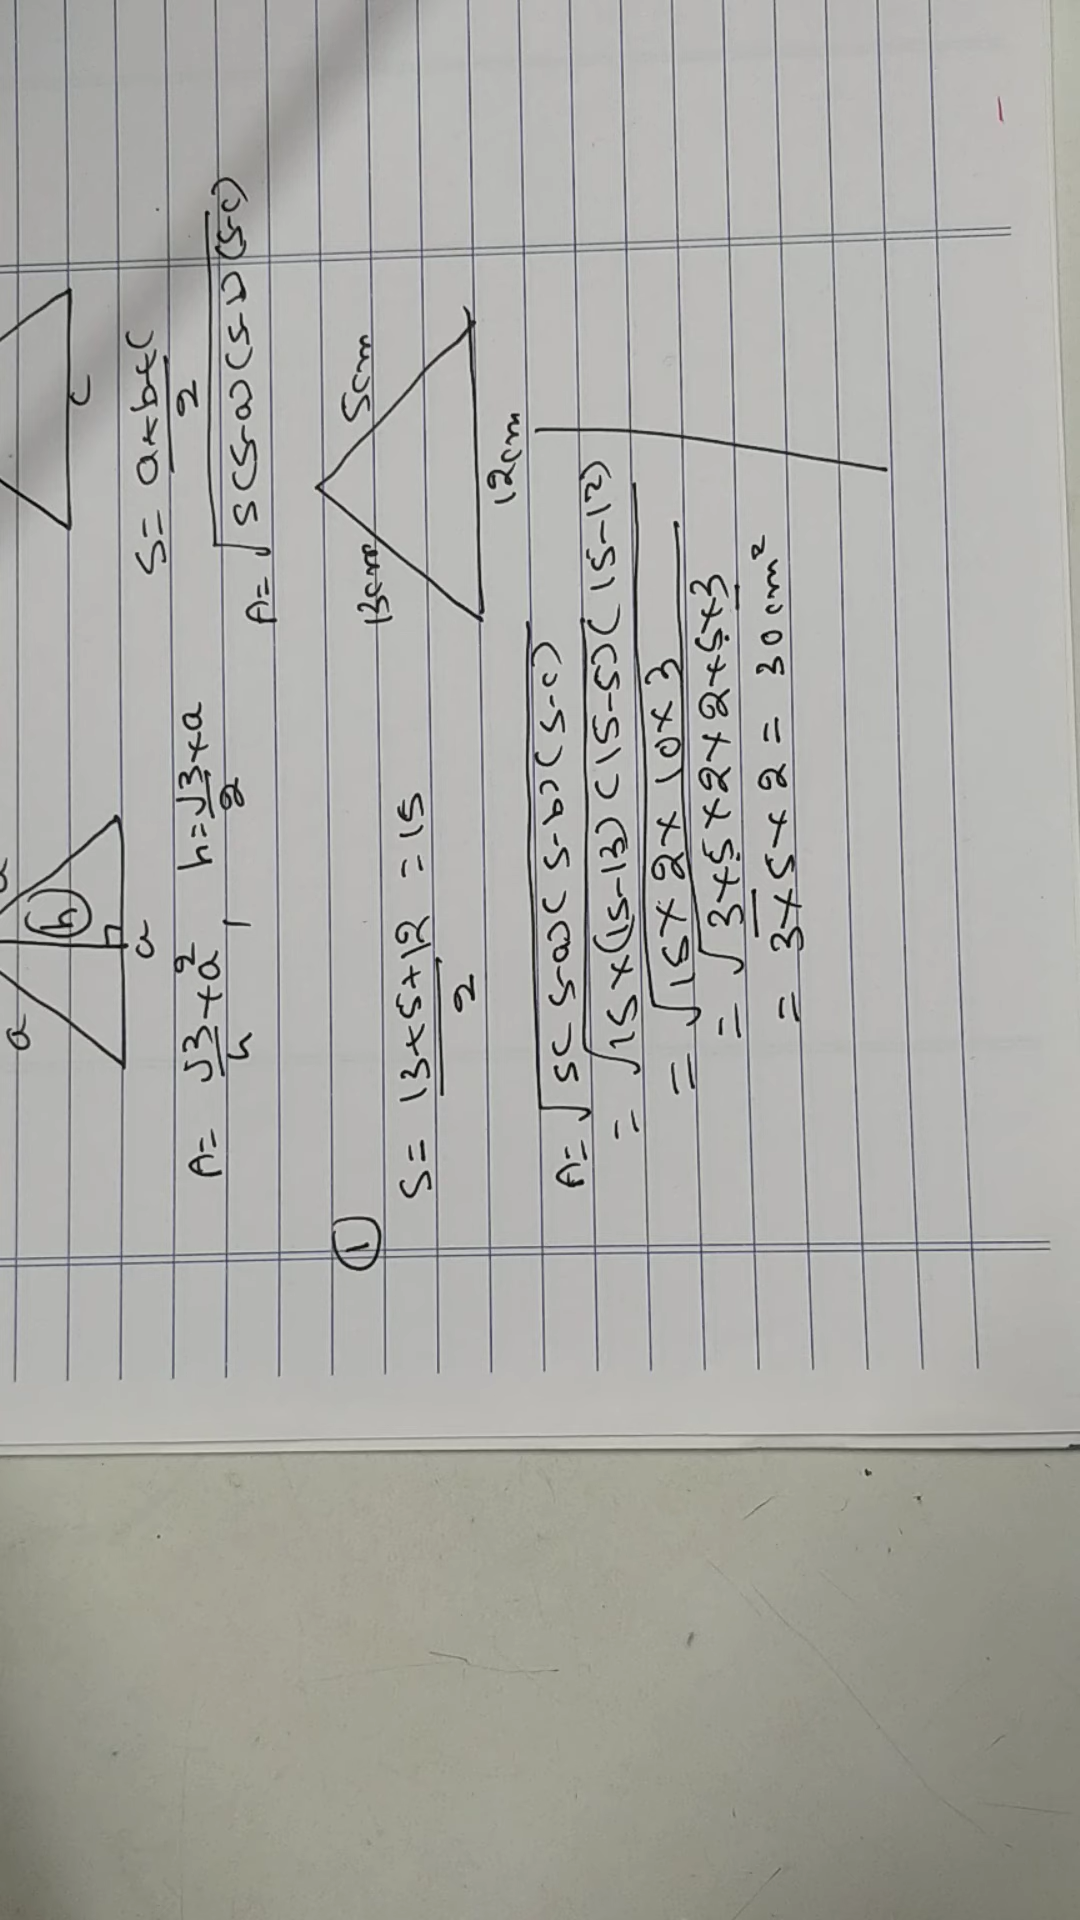 a
h
a
c
A= √3/4 × a² , h = √3/2 × a
S= a+b+c/2
A= √s(s-a)(s-b)(s-c)
①
13cm 5cm
12cm
S= 13+5+12/2 = 15
A= √s(s-a)(s-b)(s-c)
= √15×(15-13)(15-5)(15-12)
= √15×2×10×3
= √3×5×2×2×5×3
= 3×5×2 = 30cm²